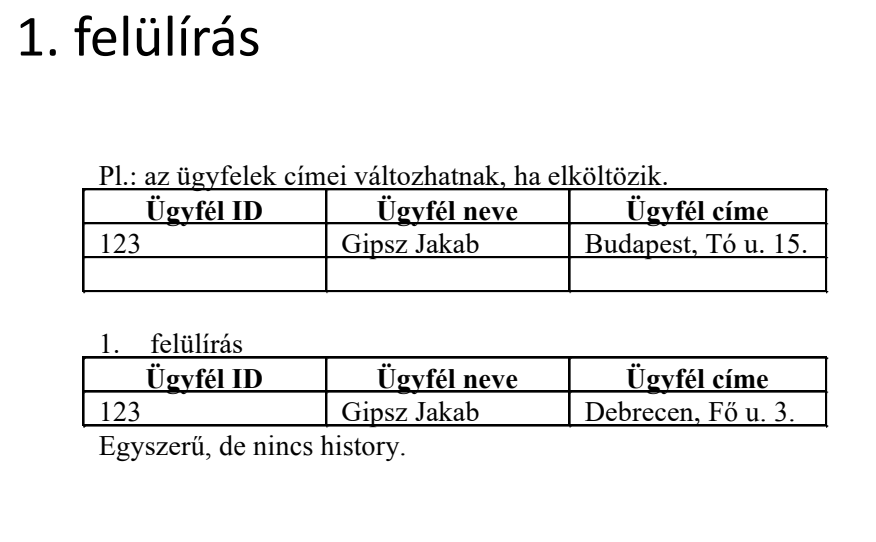 1. felülírás
Pl.: az ügyfelek címei változhatnak, ha elköltözik.
Ügyfél ID Ügyfél neve Ügyfél címe
123 Gipsz Jakab Budapest, Tó u. 15.
1. felülírás
Ügyfél ID Ügyfél neve Ügyfél címe
123 Gipsz Jakab Debrecen, Fő u. 3.
Egyszerű, de nincs history.